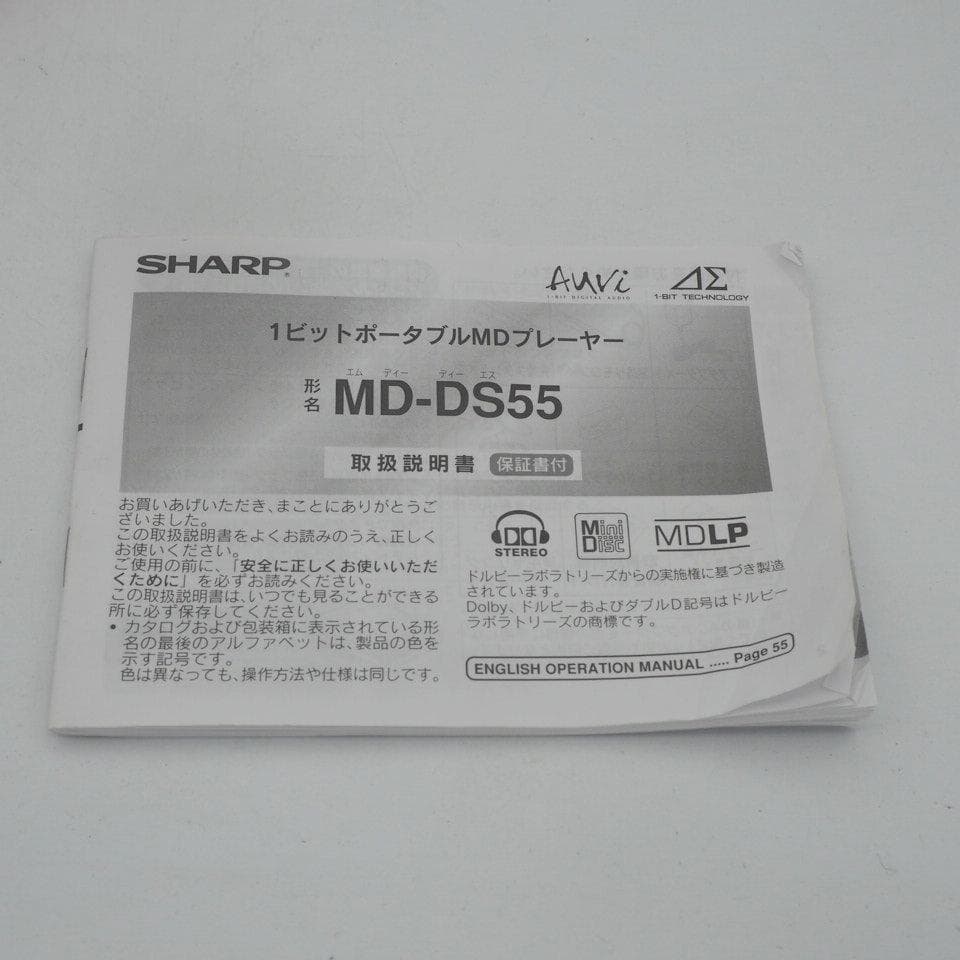 SHARP®
Auvi
1-BIT DIGITAL AUDIO
ΔΣ
1-BIT TECHNOLOGY
1ビットポータブルMDプレーヤー
エム ディー ディー エス
形名 MD-DS55
取扱説明書 保証書付
お買いあげいただき、まことにありがとうご
ざいました。
この取扱説明書をよくお読みのうえ、正しく
お使いください。
ご使用の前に、「安全に正しくお使いいただ
くために」を必ずお読みください。
この取扱説明書は、いつでも見ることができる
所に必ず保存してください。
• カタログおよび包装箱に表示されている形
名の最後のアルファベットは、製品の色を
示す記号です。
色は異なっても、操作方法や仕様は同じです。
STEREO
Mini
Disc
MDLP
ドルビーラボラトリーズからの実施権に基づき製造
されています。
Dolby、ドルビーおよびダブルD記号はドルビー
ラボラトリーズの商標です。
ENGLISH OPERATION MANUAL ..... Page 55